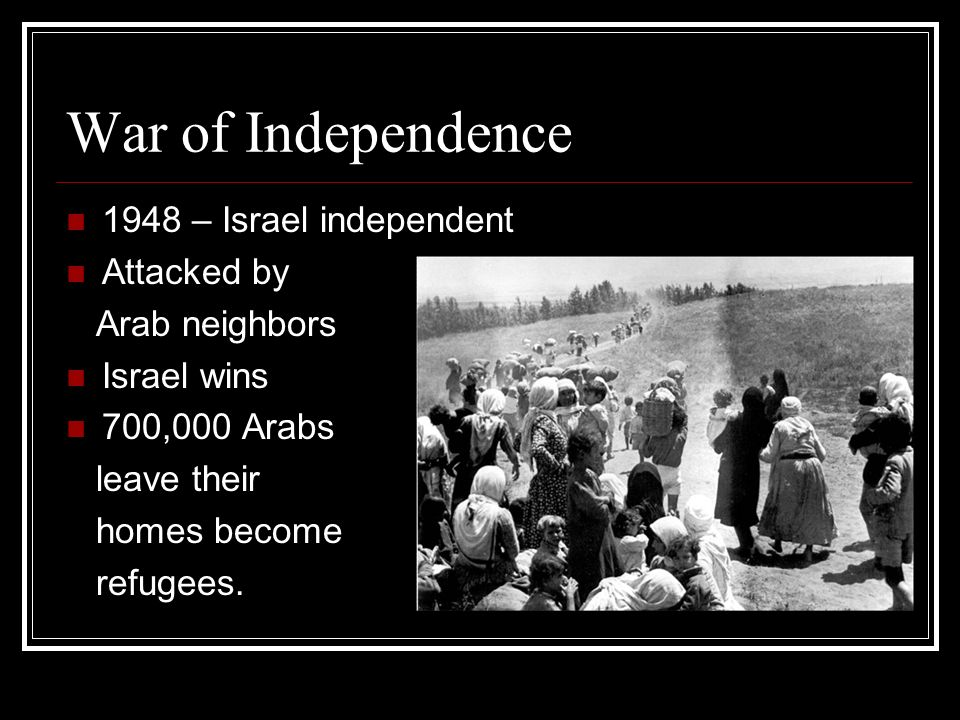 War of Independence
1948 – Israel independent
Attacked by
Arab neighbors
Israel wins
700,000 Arabs
leave their
homes become
refugees.